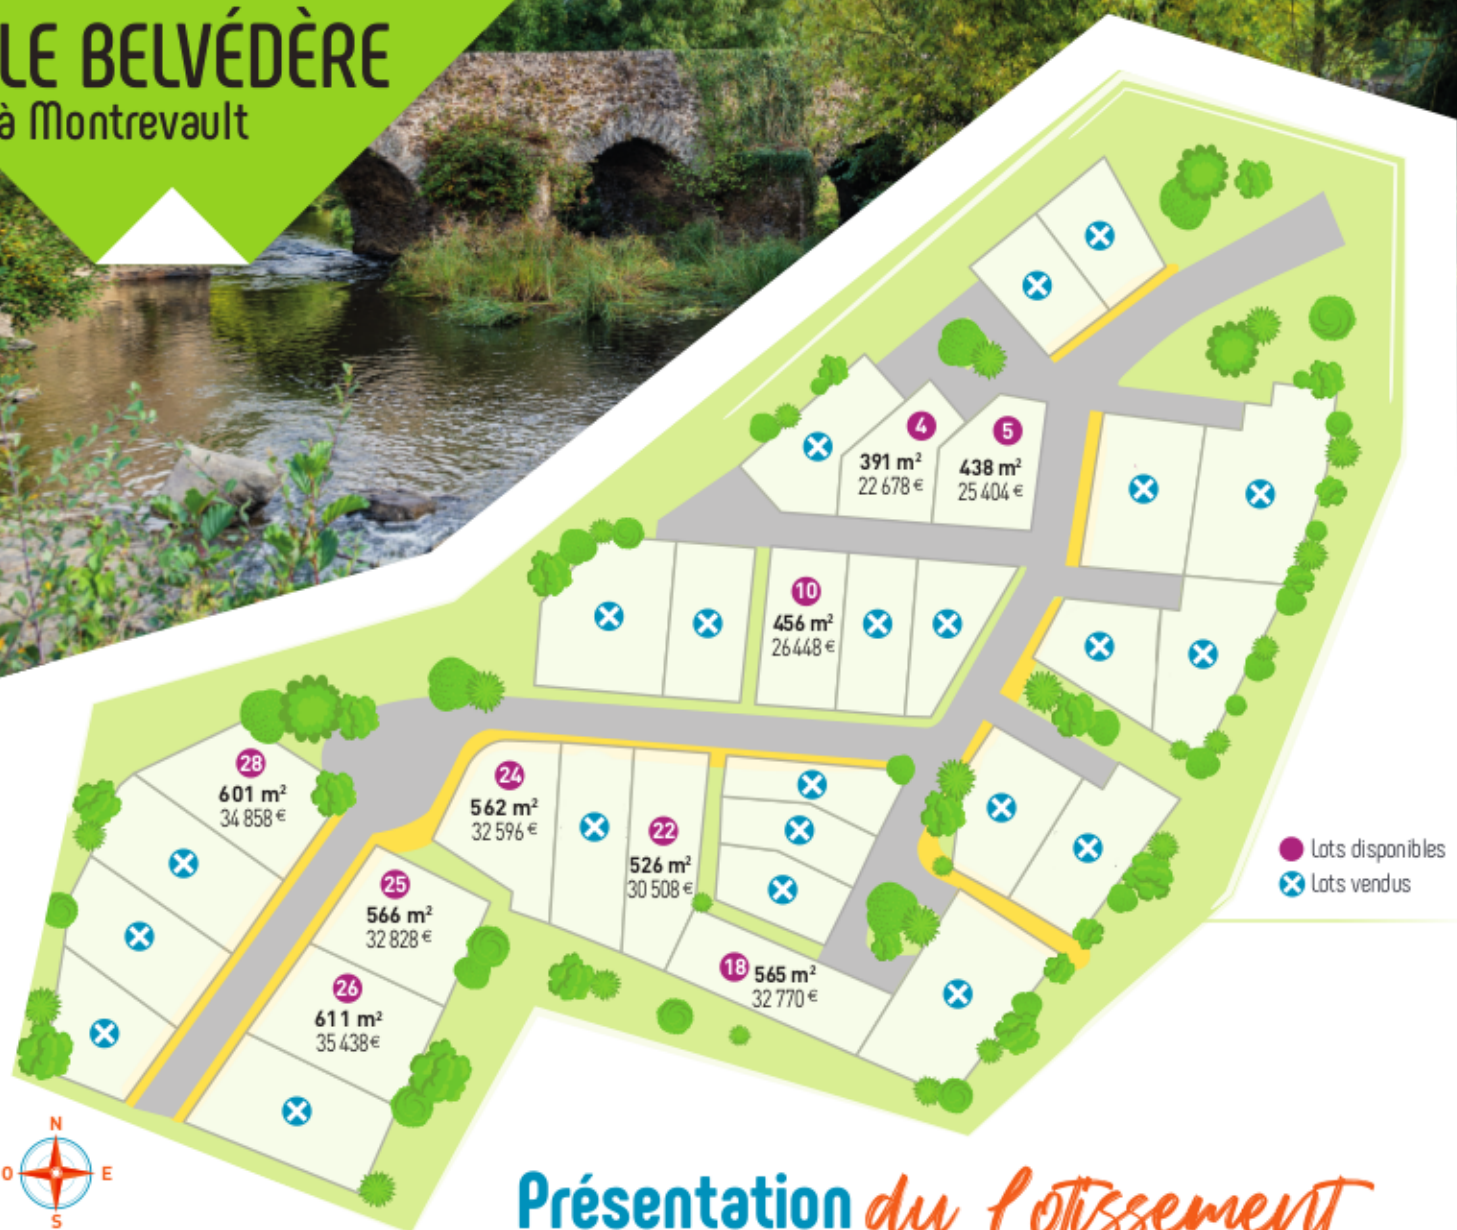 LE BELVÉDÈRE
à Montrevault
4
391 m²
22 678 €
5
438 m²
25 404 €
10
456 m²
26 448 €
28
601 m²
34 858 €
24
562 m²
32 596 €
22
526 m²
30 508 €
25
566 m²
32 828 €
18
565 m²
32 770 €
26
611 m²
35 438 €
Lots disponibles
Lots vendus
N
O
E
S
Présentation du lotissement